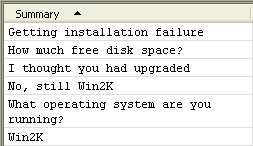 Summary
Getting installation failure
How much free disk space?
I thought you had upgraded
No, still Win2K
What operating system are you
running?
Win2K